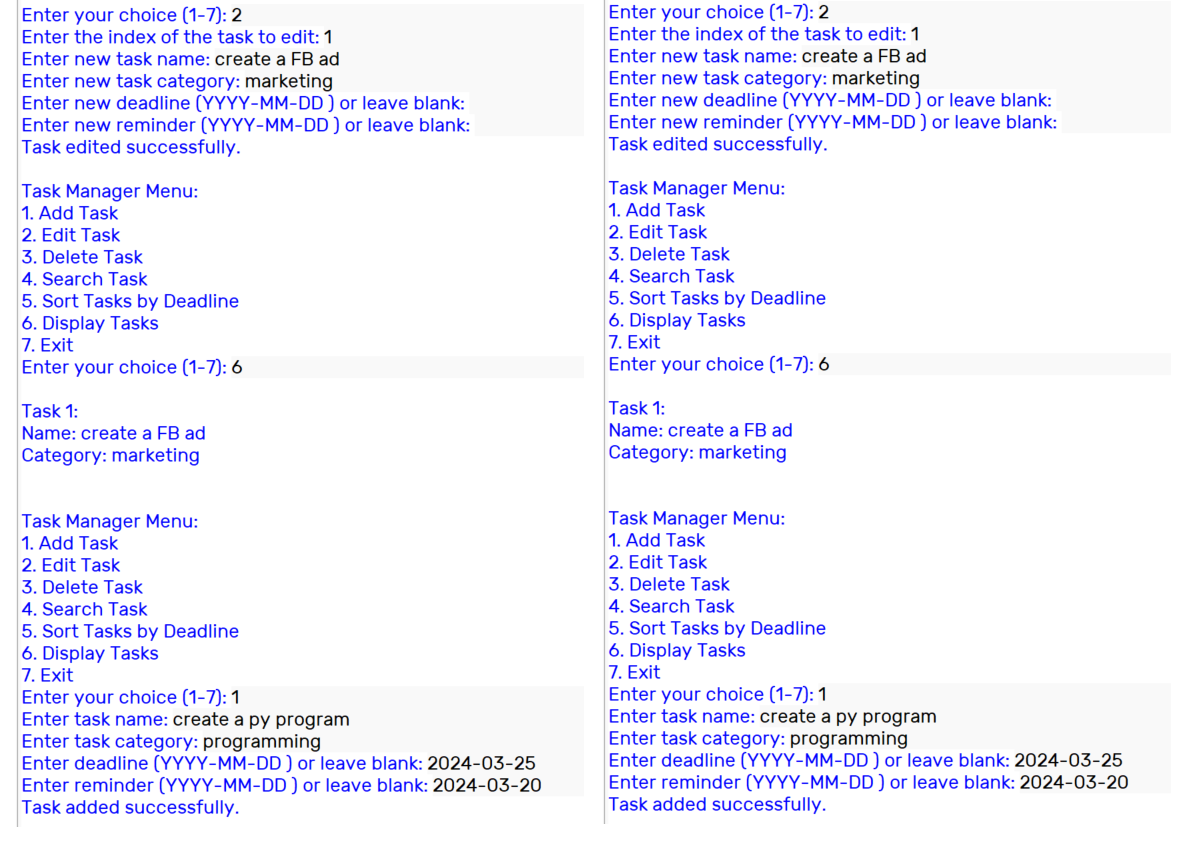 Enter your choice (1-7): 2
Enter the index of the task to edit: 1
Enter new task name: create a FB ad
Enter new task category: marketing
Enter new deadline (YYYY-MM-DD ) or leave blank:
Enter new reminder (YYYY-MM-DD ) or leave blank:
Task edited successfully.
Task Manager Menu:
1. Add Task
2. Edit Task
3. Delete Task
4. Search Task
5. Sort Tasks by Deadline
6. Display Tasks
7. Exit
Enter your choice (1-7): 6
Task 1:
Name: create a FB ad
Category: marketing
Task Manager Menu:
1. Add Task
2. Edit Task
3. Delete Task
4. Search Task
5. Sort Tasks by Deadline
6. Display Tasks
7. Exit
Enter your choice (1-7): 1
Enter task name: create a py program
Enter task category: programming
Enter deadline (YYYY-MM-DD ) or leave blank: 2024-03-25
Enter reminder (YYYY-MM-DD ) or leave blank: 2024-03-20
Task added successfully.
Enter your choice (1-7): 2
Enter the index of the task to edit: 1
Enter new task name: create a FB ad
Enter new task category: marketing
Enter new deadline (YYYY-MM-DD ) or leave blank:
Enter new reminder (YYYY-MM-DD ) or leave blank:
Task edited successfully.
Task Manager Menu:
1. Add Task
2. Edit Task
3. Delete Task
4. Search Task
5. Sort Tasks by Deadline
6. Display Tasks
7. Exit
Enter your choice (1-7): 6
Task 1:
Name: create a FB ad
Category: marketing
Task Manager Menu:
1. Add Task
2. Edit Task
3. Delete Task
4. Search Task
5. Sort Tasks by Deadline
6. Display Tasks
7. Exit
Enter your choice (1-7): 1
Enter task name: create a py program
Enter task category: programming
Enter deadline (YYYY-MM-DD ) or leave blank: 2024-03-25
Enter reminder (YYYY-MM-DD ) or leave blank: 2024-03-20
Task added successfully.